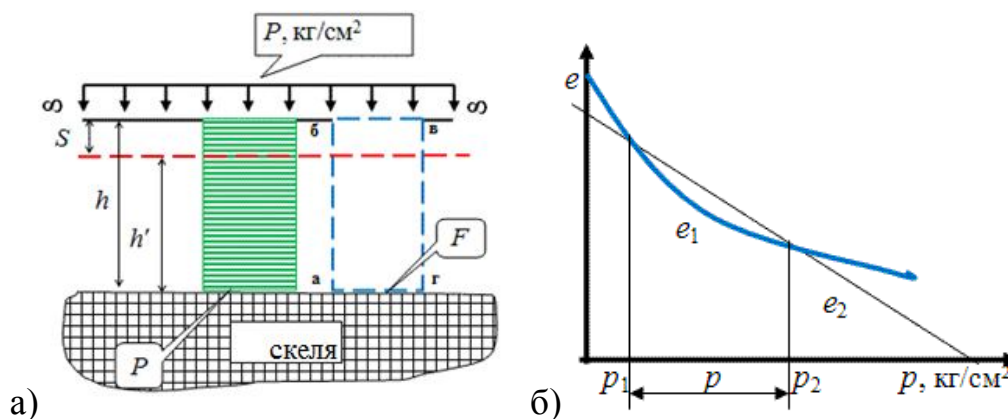 P, кг/см²
∞ ∞
б в
S
h
h′
F
а г
P
скеля
а)
e
e₁
e₂
p₁ p p₂ p, кг/см²
б)